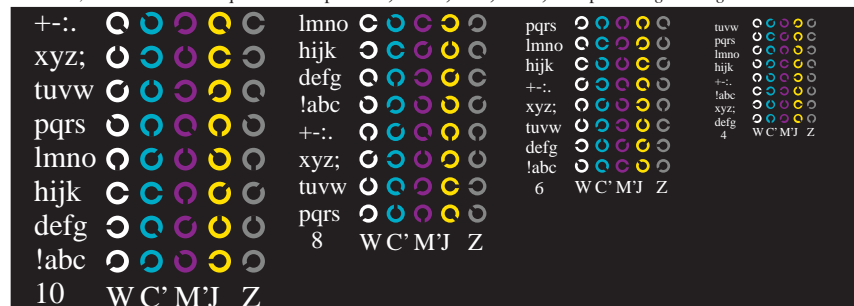 +-:.
xyz;
tuvw
pqrs
lmno
hijk
defg
!abc
10 W C' M'J Z
lmno
hijk
defg
!abc
+-:.
xyz;
tuvw
pqrs
8 W C' M'J Z
pqrs
lmno
hijk
+-:.
xyz;
tuvw
defg
!abc
6 W C' M'J Z
tuvw
pqrs
lmno
hijk
+-:.
!abc
xyz;
defg
4 W C' M'J Z